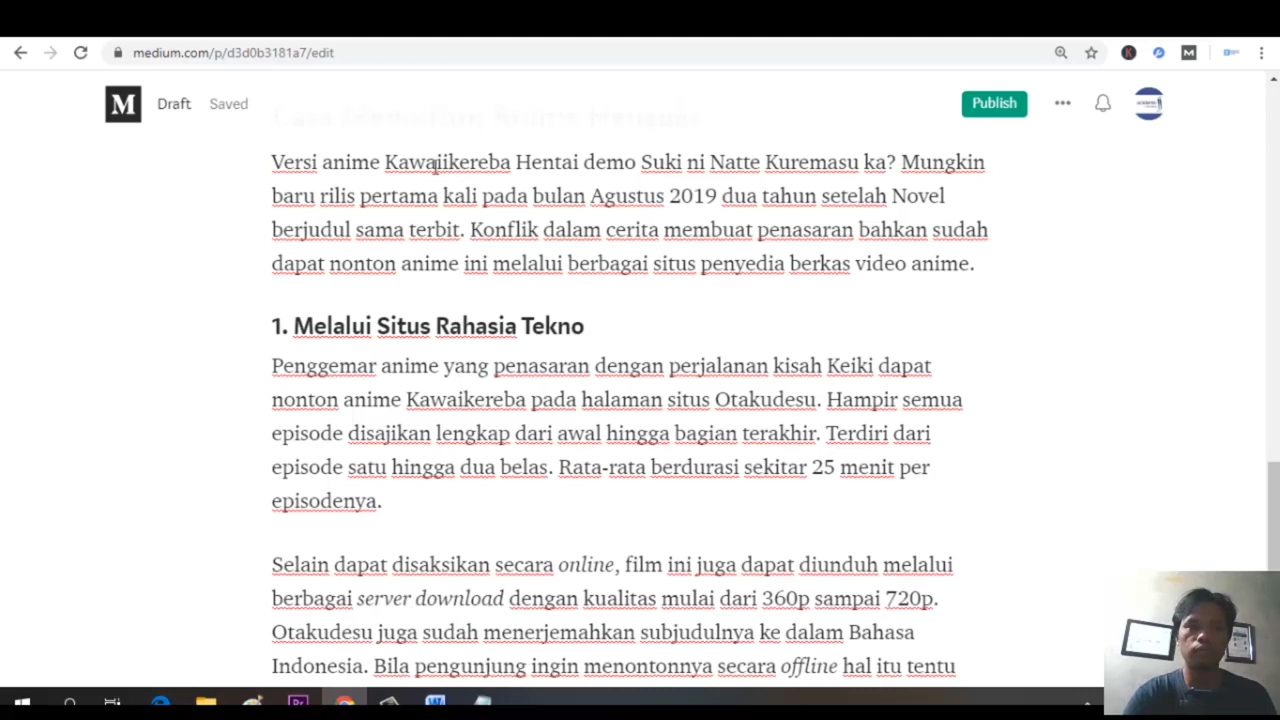 medium.com/p/d3d0b3181a7/edit
Draft Saved
Publish
Versi anime Kawajikereba Hentai demo Suki ni Natte Kuremasu ka? Mungkin
baru rilis pertama kali pada bulan Agustus 2019 dua tahun setelah Novel
berjudul sama terbit. Konflik dalam cerita membuat penasaran bahkan sudah
dapat nonton anime ini melalui berbagai situs penyedia berkas video anime.
1. Melalui Situs Rahasia Tekno
Penggemar anime yang penasaran dengan perjalanan kisah Keiki dapat
nonton anime Kawaikereba pada halaman situs Otakudesu. Hampir semua
episode disajikan lengkap dari awal hingga bagian terakhir. Terdiri dari
episode satu hingga dua belas. Rata-rata berdurasi sekitar 25 menit per
episodenya.
Selain dapat disaksikan secara online, film ini juga dapat diunduh melalui
berbagai server download dengan kualitas mulai dari 360p sampai 720p.
Otakudesu juga sudah menerjemahkan subjudulnya ke dalam Bahasa
Indonesia. Bila pengunjung ingin menontonnya secara offline hal itu tentu